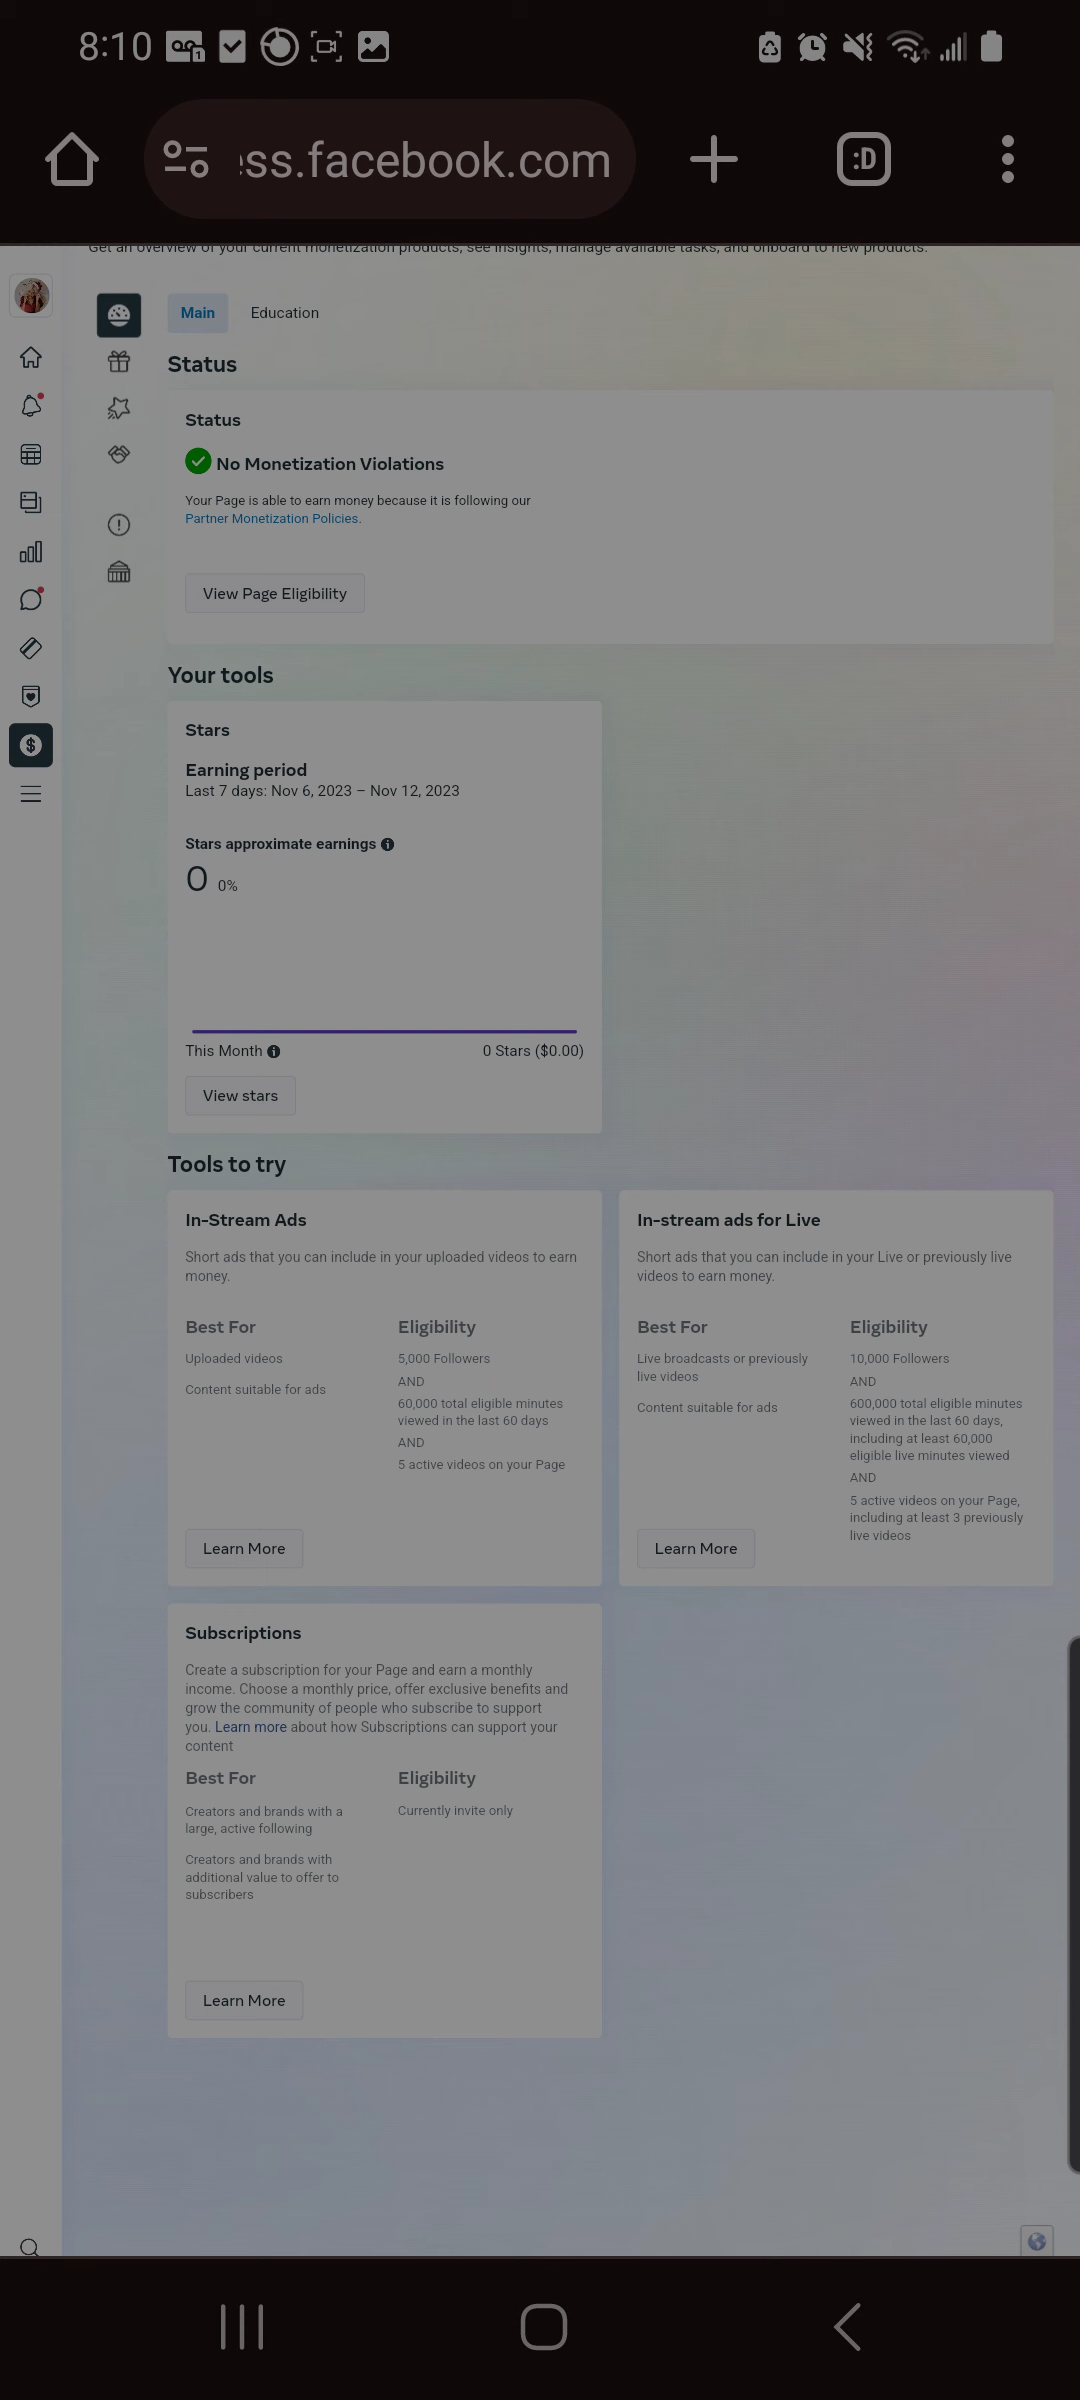 8:10
1
ess.facebook.com
:D
Get an overview of your current monetization products, see insights, manage available tasks, and onboard to new products.
Main
Education
Status
Status
No Monetization Violations
Your Page is able to earn money because it is following our
Partner Monetization Policies.
View Page Eligibility
Your tools
Stars
Earning period
Last 7 days: Nov 6, 2023 – Nov 12, 2023
Stars approximate earnings
0 0%
This Month
0 Stars ($0.00)
View stars
Tools to try
In-Stream Ads
Short ads that you can include in your uploaded videos to earn
money.
Best For
Uploaded videos
Content suitable for ads
Eligibility
5,000 Followers
AND
60,000 total eligible minutes
viewed in the last 60 days
AND
5 active videos on your Page
Learn More
In-stream ads for Live
Short ads that you can include in your Live or previously live
videos to earn money.
Best For
Live broadcasts or previously
live videos
Content suitable for ads
Eligibility
10,000 Followers
AND
600,000 total eligible minutes
viewed in the last 60 days,
including at least 60,000
eligible live minutes viewed
AND
5 active videos on your Page,
including at least 3 previously
live videos
Learn More
Subscriptions
Create a subscription for your Page and earn a monthly
income. Choose a monthly price, offer exclusive benefits and
grow the community of people who subscribe to support
you. Learn more about how Subscriptions can support your
content
Best For
Creators and brands with a
large, active following
Creators and brands with
additional value to offer to
subscribers
Eligibility
Currently invite only
Learn More